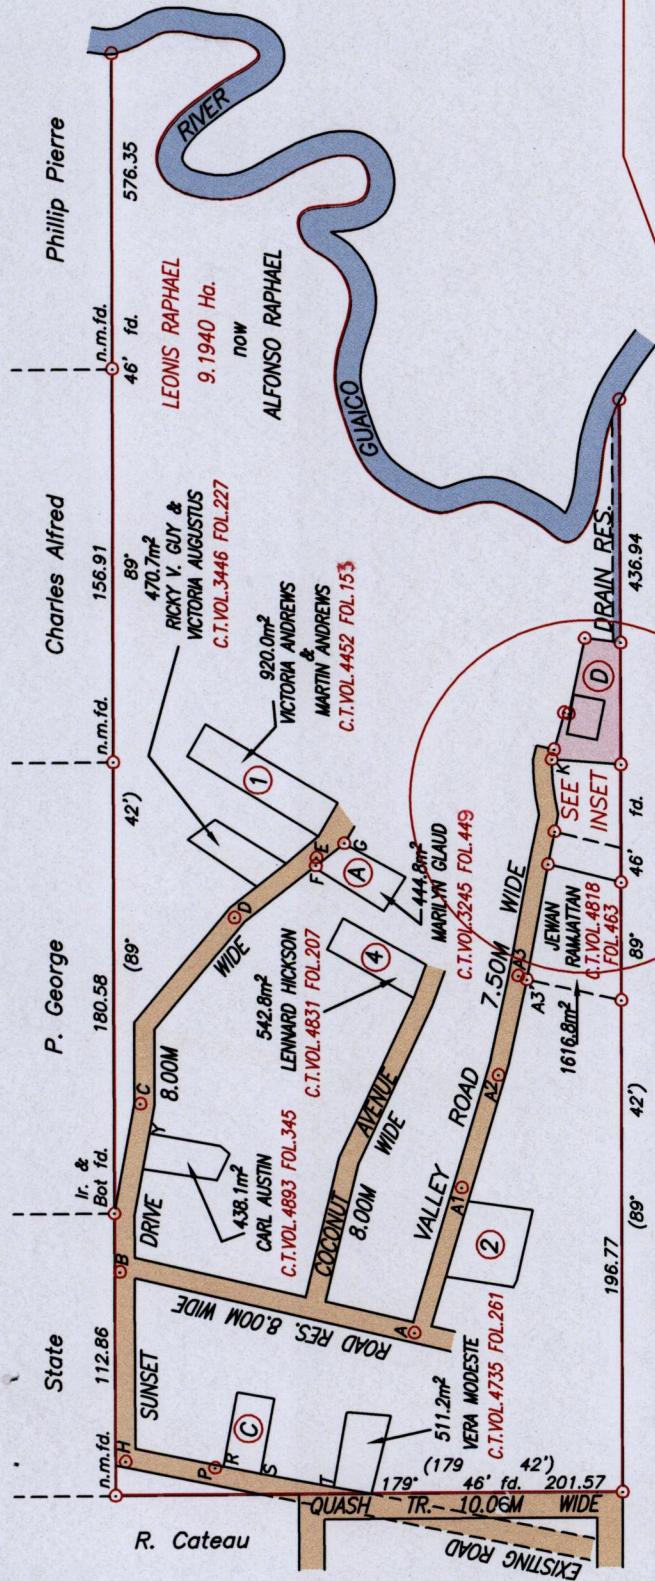 State
P. George
Charles Alfred
Phillip Pierre
n.m.fd.
112.86
Ir. &
Bot fd.
180.58
n.m.fd.
156.91
n.m.fd.
576.35
(89°
42')
89°
46'
fd.
R. Cateau
H
B
SUNSET
DRIVE
8.00M
WIDE
C
Y
D
F
E
G
P
R
S
T
C
438.1m²
CARL AUSTIN
C.T.VOL.4893 FOL.345
470.7m²
RICKY V. GUY &
VICTORIA AUGUSTUS
C.T.VOL.3446 FOL.227
1
920.0m²
VICTORIA ANDREWS
&
MARTIN ANDREWS
C.T.VOL.4452 FOL.153
LEONIS RAPHAEL
9.1940 Ha.
now
ALFONSO RAPHAEL
RIVER
GUAICO
A
444.8m²
MARILYN GLAUD
C.T.VOL.3245 FOL.449
4
542.8m²
LENNARD HICKSON
C.T.VOL.4831 FOL.207
COCONUT
AVENUE
8.00M
WIDE
ROAD RES. 8.00M WIDE
A
511.2m²
VERA MODESTE
C.T.VOL.4735 FOL.261
2
VALLEY
ROAD
7.50M
WIDE
A1
A2
A3
A3'
K
1616.8m²
JEWAN
RAMJATTAN
C.T.VOL.4818
FOL.463
SEE
INSET
D
DRAIN RES.
179°
(179
46' fd.
42')
201.57
QUASH
TR.
10.06M
WIDE
EXISTING ROAD
196.77
(89°
42')
89°
46'
fd.
436.94